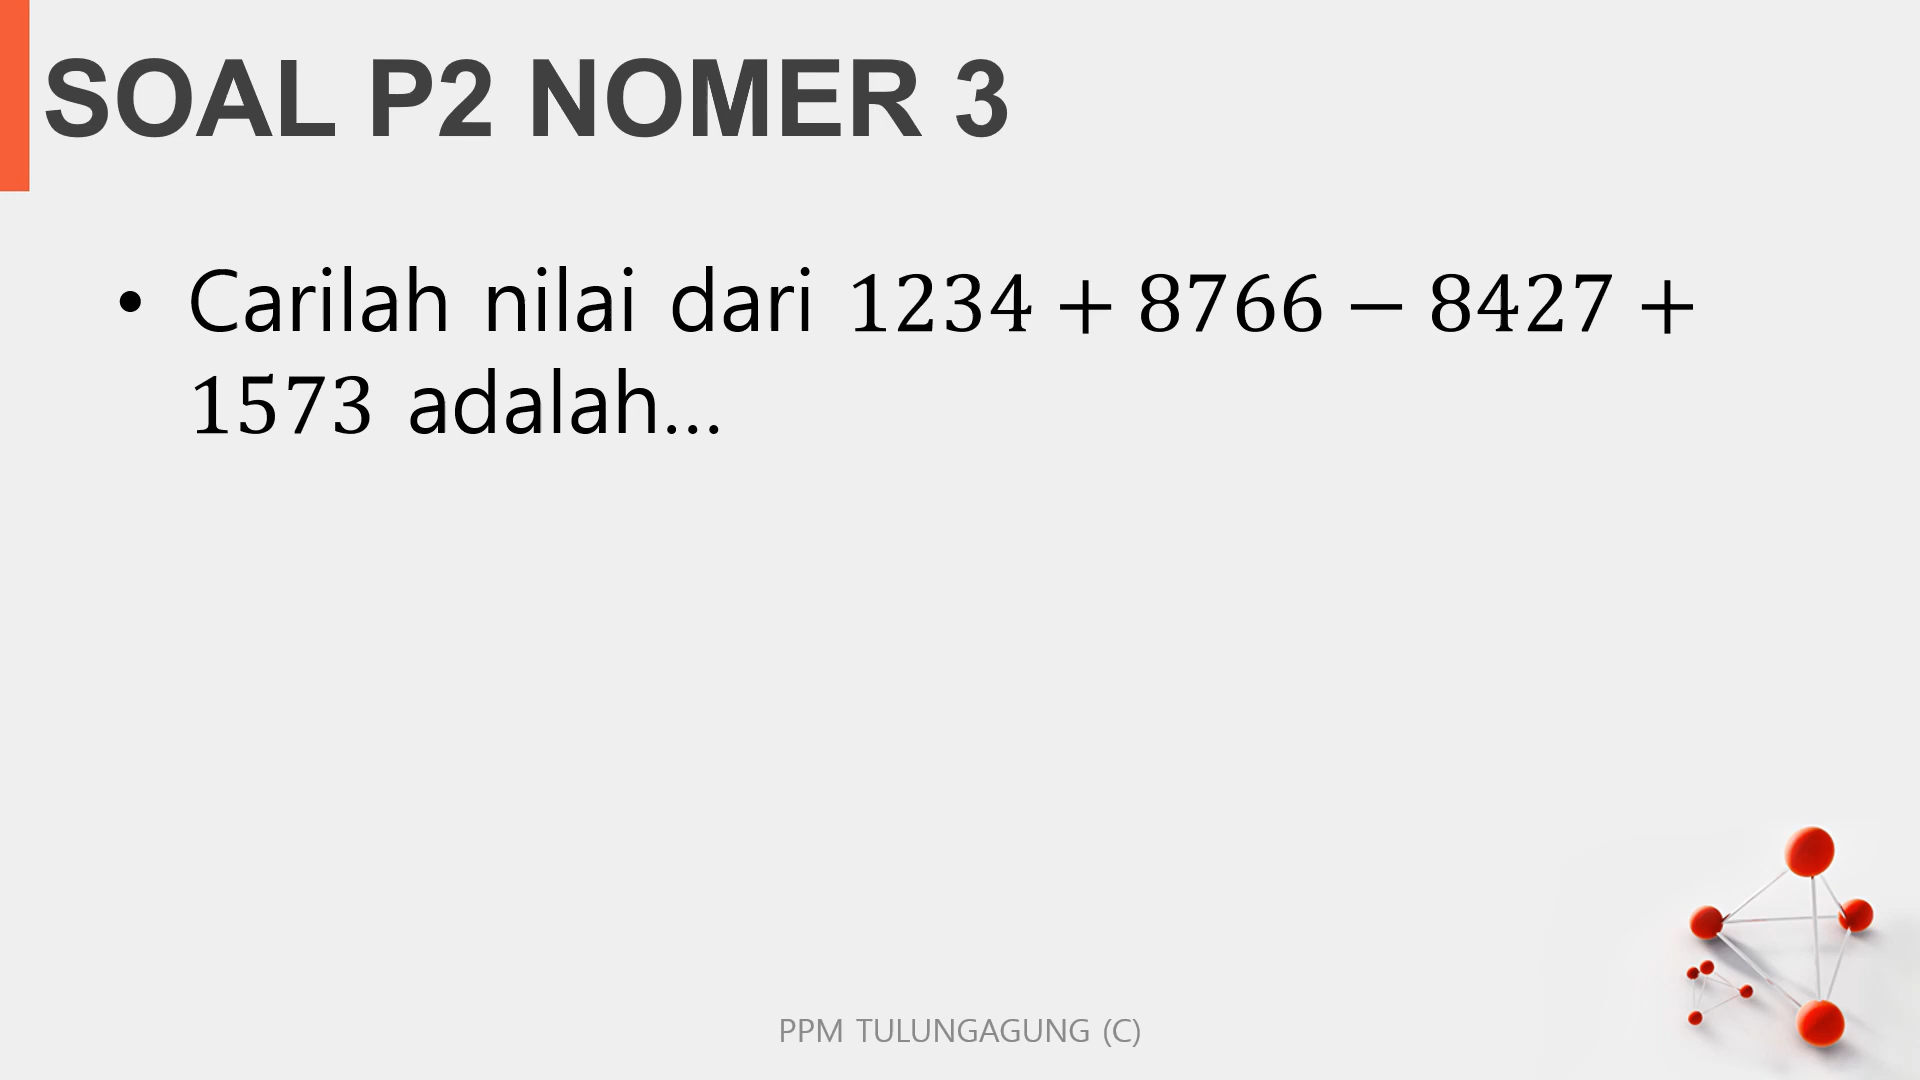 SOAL P2 NOMER 3
• Carilah nilai dari 1234 + 8766 − 8427 +
1573 adalah...
PPM TULUNGAGUNG (C)